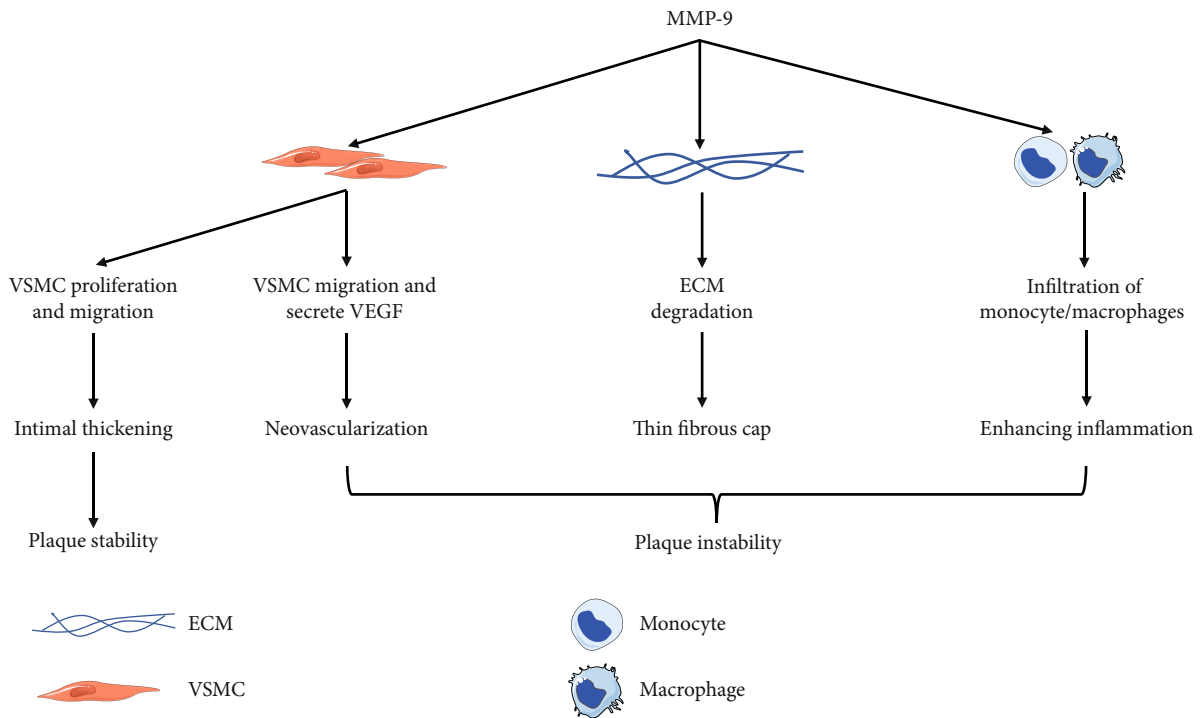 MMP-9
VSMC proliferation
and migration
VSMC migration and
secrete VEGF
ECM
degradation
Infiltration of
monocyte/macrophages
Intimal thickening
Neovascularization
Thin fibrous cap
Enhancing inflammation
Plaque stability
Plaque instability
ECM
Monocyte
VSMC
Macrophage